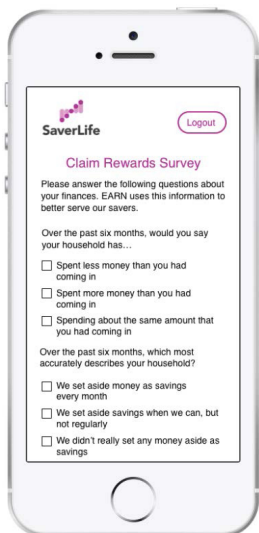 SaverLife
Logout
Claim Rewards Survey
Please answer the following questions about
your finances. EARN uses this information to
better serve our savers.
Over the past six months, would you say
your household has…
Spent less money than you had
coming in
Spent more money than you had
coming in
Spending about the same amount that
you had coming in
Over the past six months, which most
accurately describes your household?
We set aside money as savings
every month
We set aside savings when we can, but
not regularly
We didn't really set any money aside as
savings